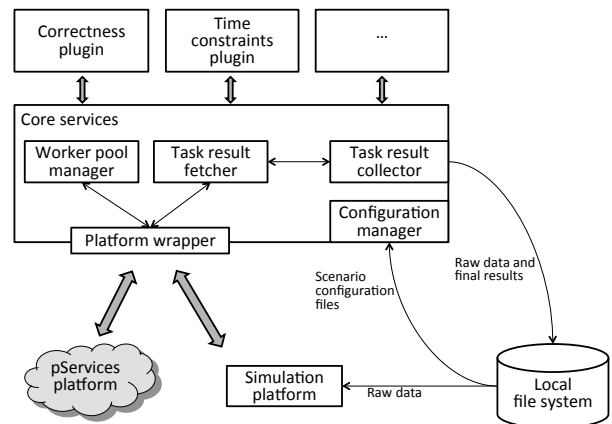 Correctness
plugin
Time
constraints
plugin
...
Core services
Worker pool
manager
Task result
fetcher
Task result
collector
Configuration
manager
Platform wrapper
Scenario
configuration
files
Raw data and
final results
pServices
platform
Simulation
platform
Raw data
Local
file system